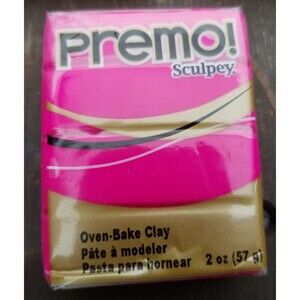 PREMO!
Sculpey
Oven-Bake Clay
Pâte à modeler
Pasta para hornear 2 oz (57 g)